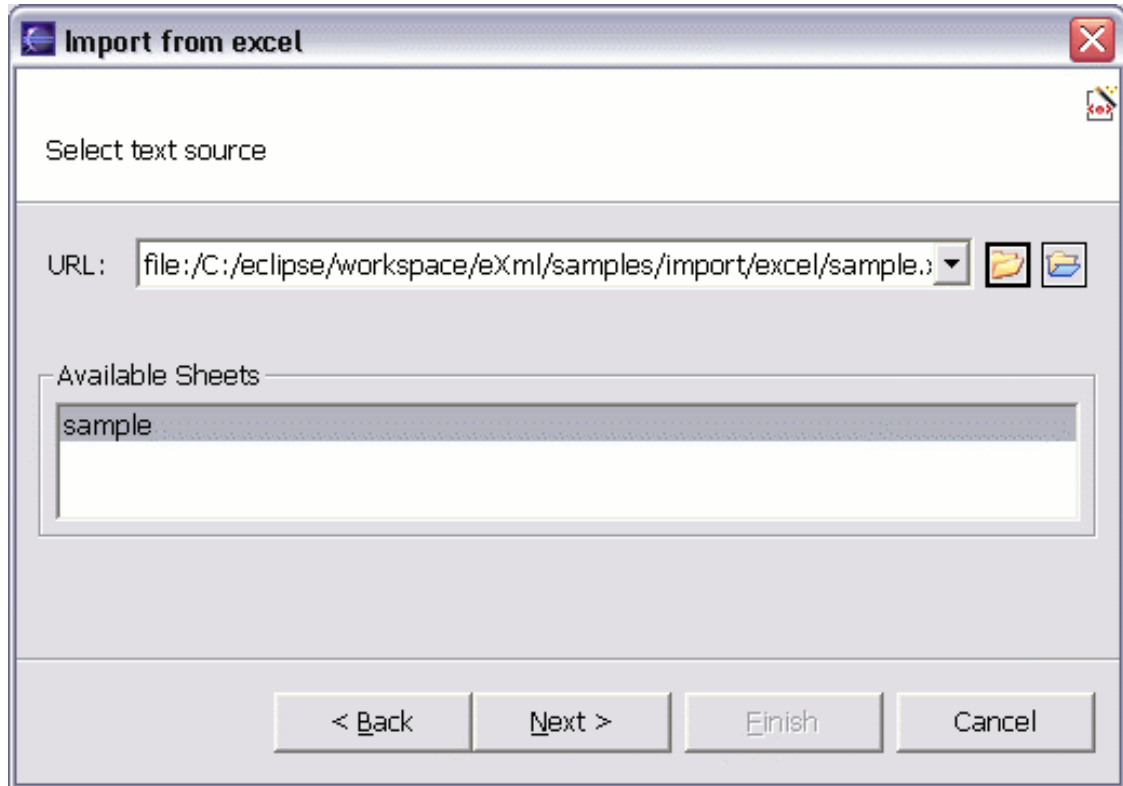 Import from excel
Select text source
URL: file:/C:/eclipse/workspace/eXml/samples/import/excel/sample.
Available Sheets
sample
< Back Next > Finish Cancel